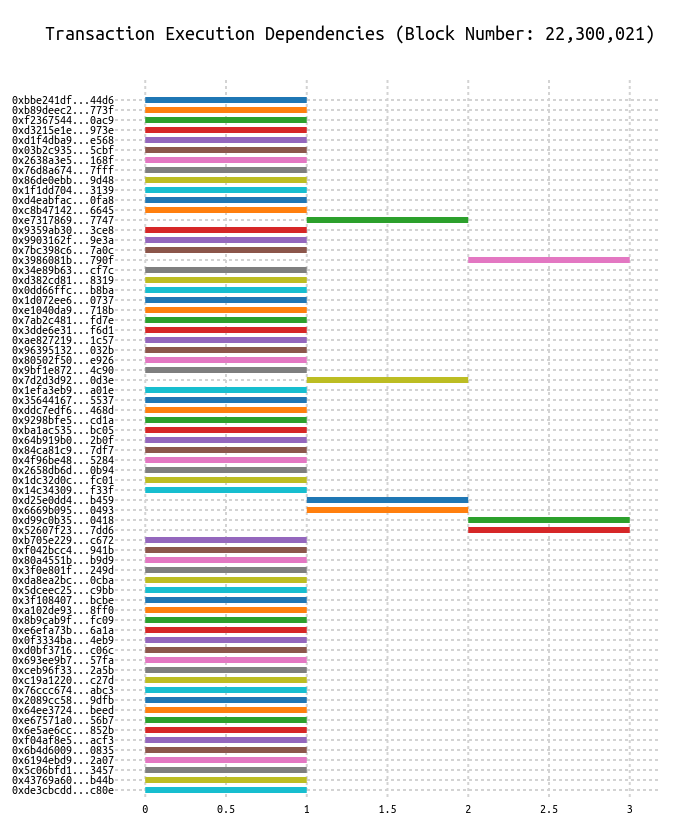 Transaction Execution Dependencies (Block Number: 22,300,021)
0xbbe241df...44d6
0xb89deec2...773f
0xf2367544...0ac9
0xd3215e1e...973e
0xd1f4dba9...e568
0x03b2c935...5cbf
0x2638a3e5...168f
0x76d8a674...7fff
0x86de0ebb...9d48
0x1f1dd704...3139
0xd4eabfac...0fa8
0xc8b47142...6645
0xe7317869...7747
0x9359ab30...3ce8
0x9903162f...9e3a
0x7bc398c6...7a0c
0x3986081b...790f
0x34e89b63...cf7c
0xd382cd81...8319
0x0dd66ffc...b8ba
0x1d072ee6...0737
0xe1040da9...718b
0x7ab2c481...fd7e
0x3dde6e31...f6d1
0xae827219...1c57
0x96395132...032b
0x80502f50...e926
0x9bf1e872...4c90
0x7d2d3d92...0d3e
0x1efa3eb9...a01e
0x35644167...5537
0xddc7edf6...468d
0x9298bfe5...cd1a
0xba1ac535...bc05
0x64b919b0...2b0f
0x84ca81c9...7df7
0x4f96be48...5284
0x2658db6d...0b94
0x1dc32d0c...fc01
0x14c34309...f33f
0xd25e0dd4...b459
0x6669b095...0493
0xd99c0b35...0418
0x52607f23...7dd6
0xb705e229...c672
0xf042bcc4...941b
0x80a4551b...b9d9
0x3f0e801f...249d
0xda8ea2bc...0cba
0x5dceec25...c9bb
0x3f108407...bcbe
0xa102de93...8ff0
0x8b9cab9f...fc09
0xe6efa73b...6a1a
0x0f3334ba...4eb9
0xd0bf3716...c06c
0x693ee9b7...57fa
0xceb96f33...2a5b
0xc19a1220...c27d
0x76ccc674...abc3
0x2089cc58...9dfb
0x64ee3724...beed
0xe67571a0...56b7
0x6e5ae6cc...852b
0xf04af8e5...acf3
0x6b4d6009...0835
0x6194ebd9...2a07
0x5c06bfd1...3457
0x43769a60...b44b
0xde3cbcdd...c80e
0 0.5 1 1.5 2 2.5 3